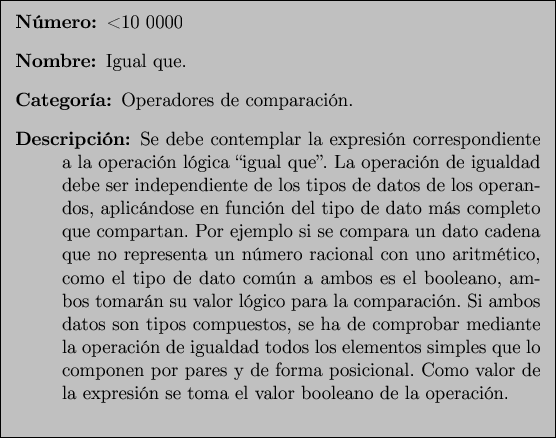 Número: <10 0000
Nombre: Igual que.
Categoría: Operadores de comparación.
Descripción: Se debe contemplar la expresión correspondiente
a la operación lógica “igual que”. La operación de igualdad
debe ser independiente de los tipos de datos de los operan-
dos, aplicándose en función del tipo de dato más completo
que compartan. Por ejemplo si se compara un dato cadena
que no representa un número racional con uno aritmético,
como el tipo de dato común a ambos es el booleano, am-
bos tomarán su valor lógico para la comparación. Si ambos
datos son tipos compuestos, se ha de comprobar mediante
la operación de igualdad todos los elementos simples que lo
componen por pares y de forma posicional. Como valor de
la expresión se toma el valor booleano de la operación.